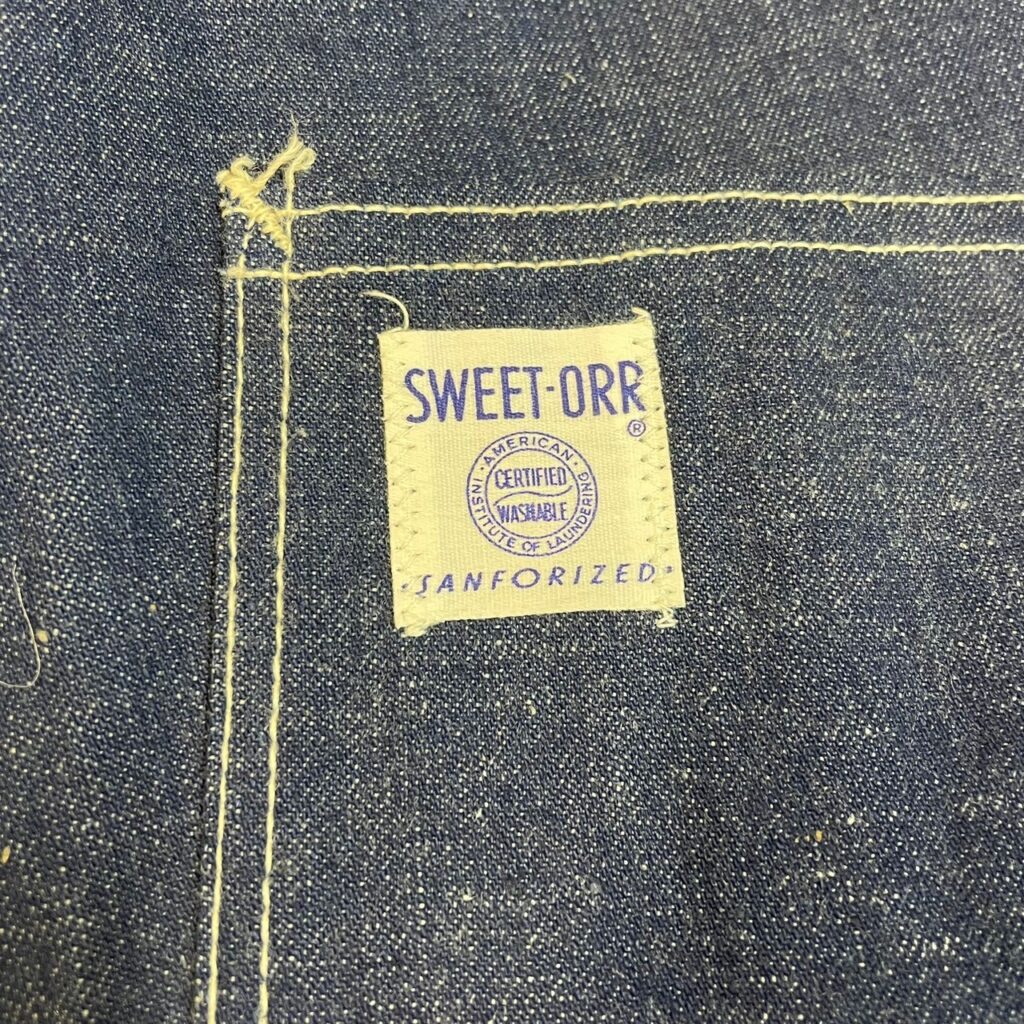 SWEET-ORR
®
· AMERICAN ·
INSTITUTE OF LAUNDERING
CERTIFIED
WASHABLE
·SANFORIZED·